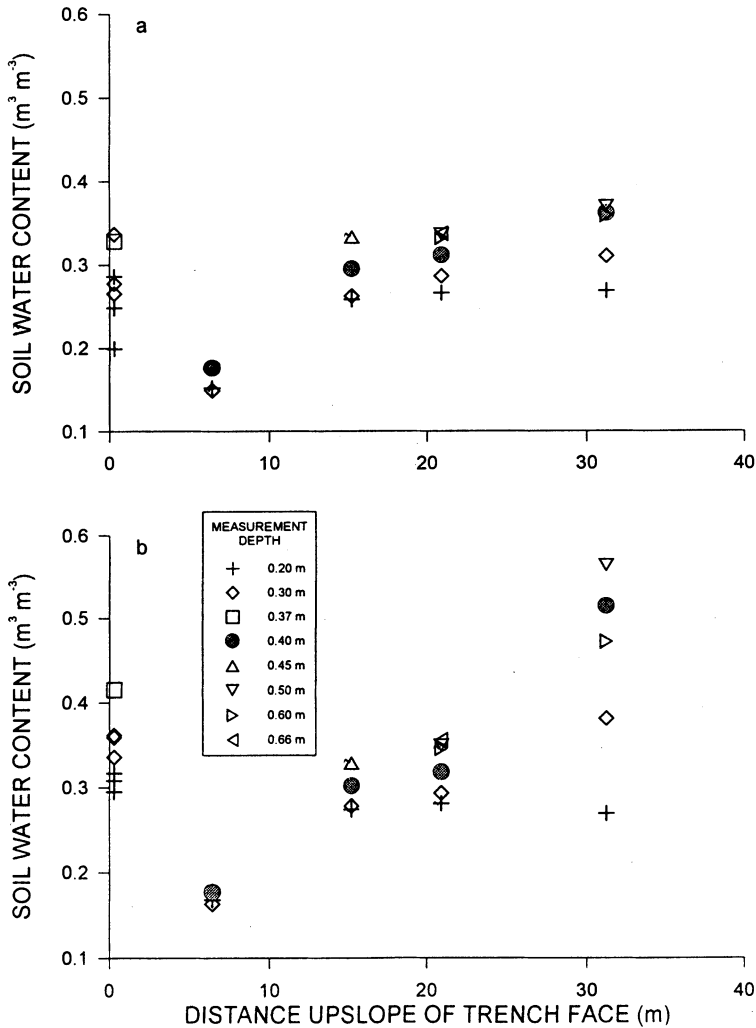 a
0.6
0.5
0.4
0.3
0.2
0.1
SOIL WATER CONTENT (m³ m⁻³)
0 10 20 30 40
b
0.6
0.5
0.4
0.3
0.2
0.1
SOIL WATER CONTENT (m³ m⁻³)
MEASUREMENT
DEPTH
0.20 m
0.30 m
0.37 m
0.40 m
0.45 m
0.50 m
0.60 m
0.66 m
0 10 20 30 40
DISTANCE UPSLOPE OF TRENCH FACE (m)